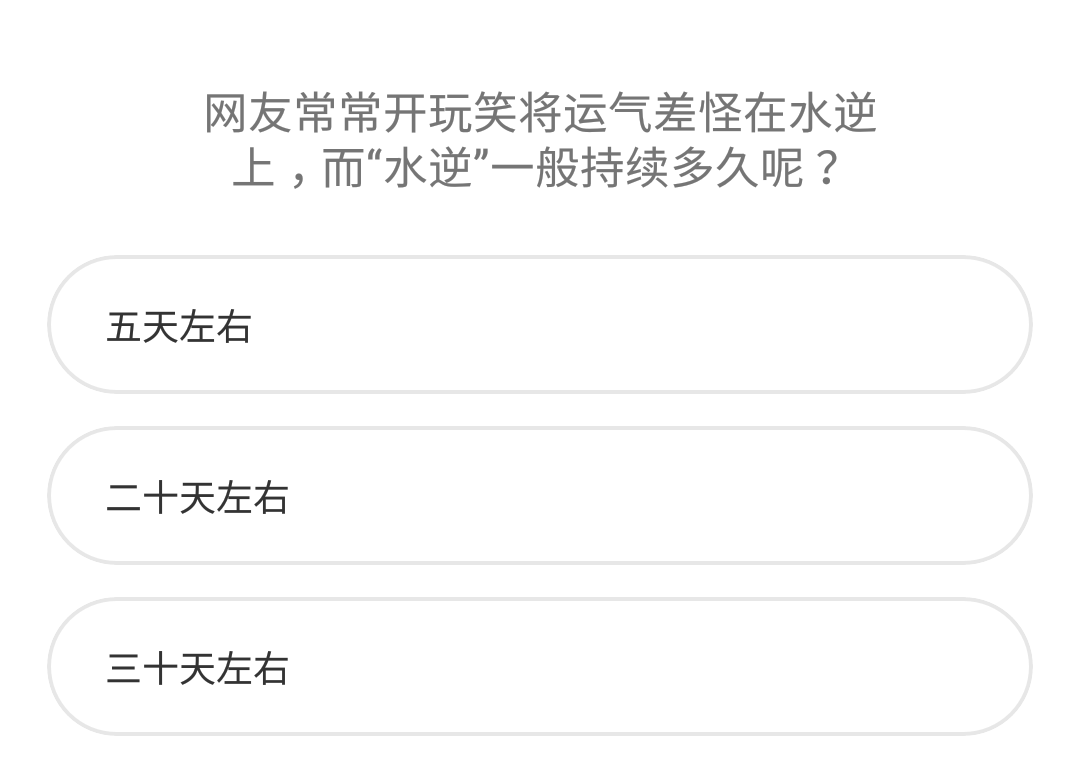 网友常常开玩笑将运气差怪在水逆
上，而“水逆”一般持续多久呢？
五天左右
二十天左右
三十天左右